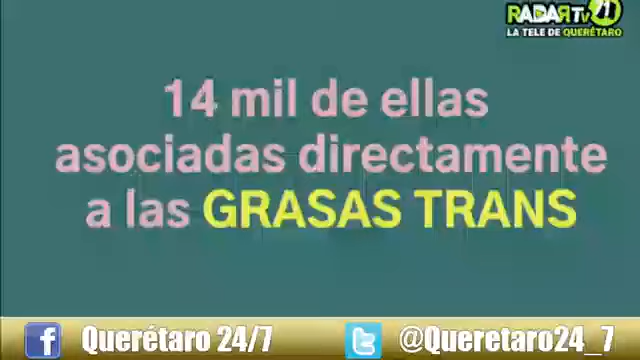 RADAR TV 71
LA TELE DE QUERÉTARO
14 mil de ellas
asociadas directamente
a las GRASAS TRANS
f Querétaro 24/7
@Queretaro24_7